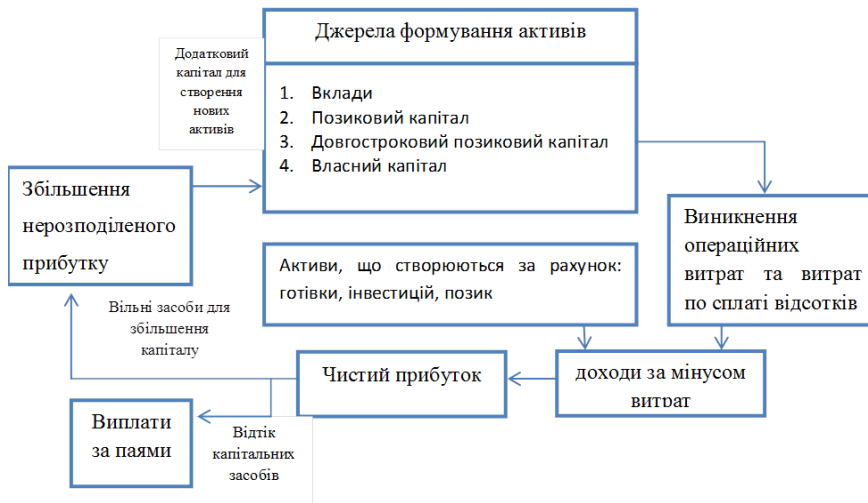 Джерела формування активів
Додатковий
капітал для
створення
нових
активів
1. Вклади
2. Позиковий капітал
3. Довгостроковий позиковий капітал
4. Власний капітал
Збільшення
нерозподіленого
прибутку
Виникнення
операційних
витрат та витрат
по сплаті відсотків
Активи, що створюються за рахунок:
готівки, інвестицій, позик
Вільні засоби для
збільшення
капіталу
Чистий прибуток
доходи за мінусом
витрат
Виплати
за паями
Відтік
капітальних
засобів